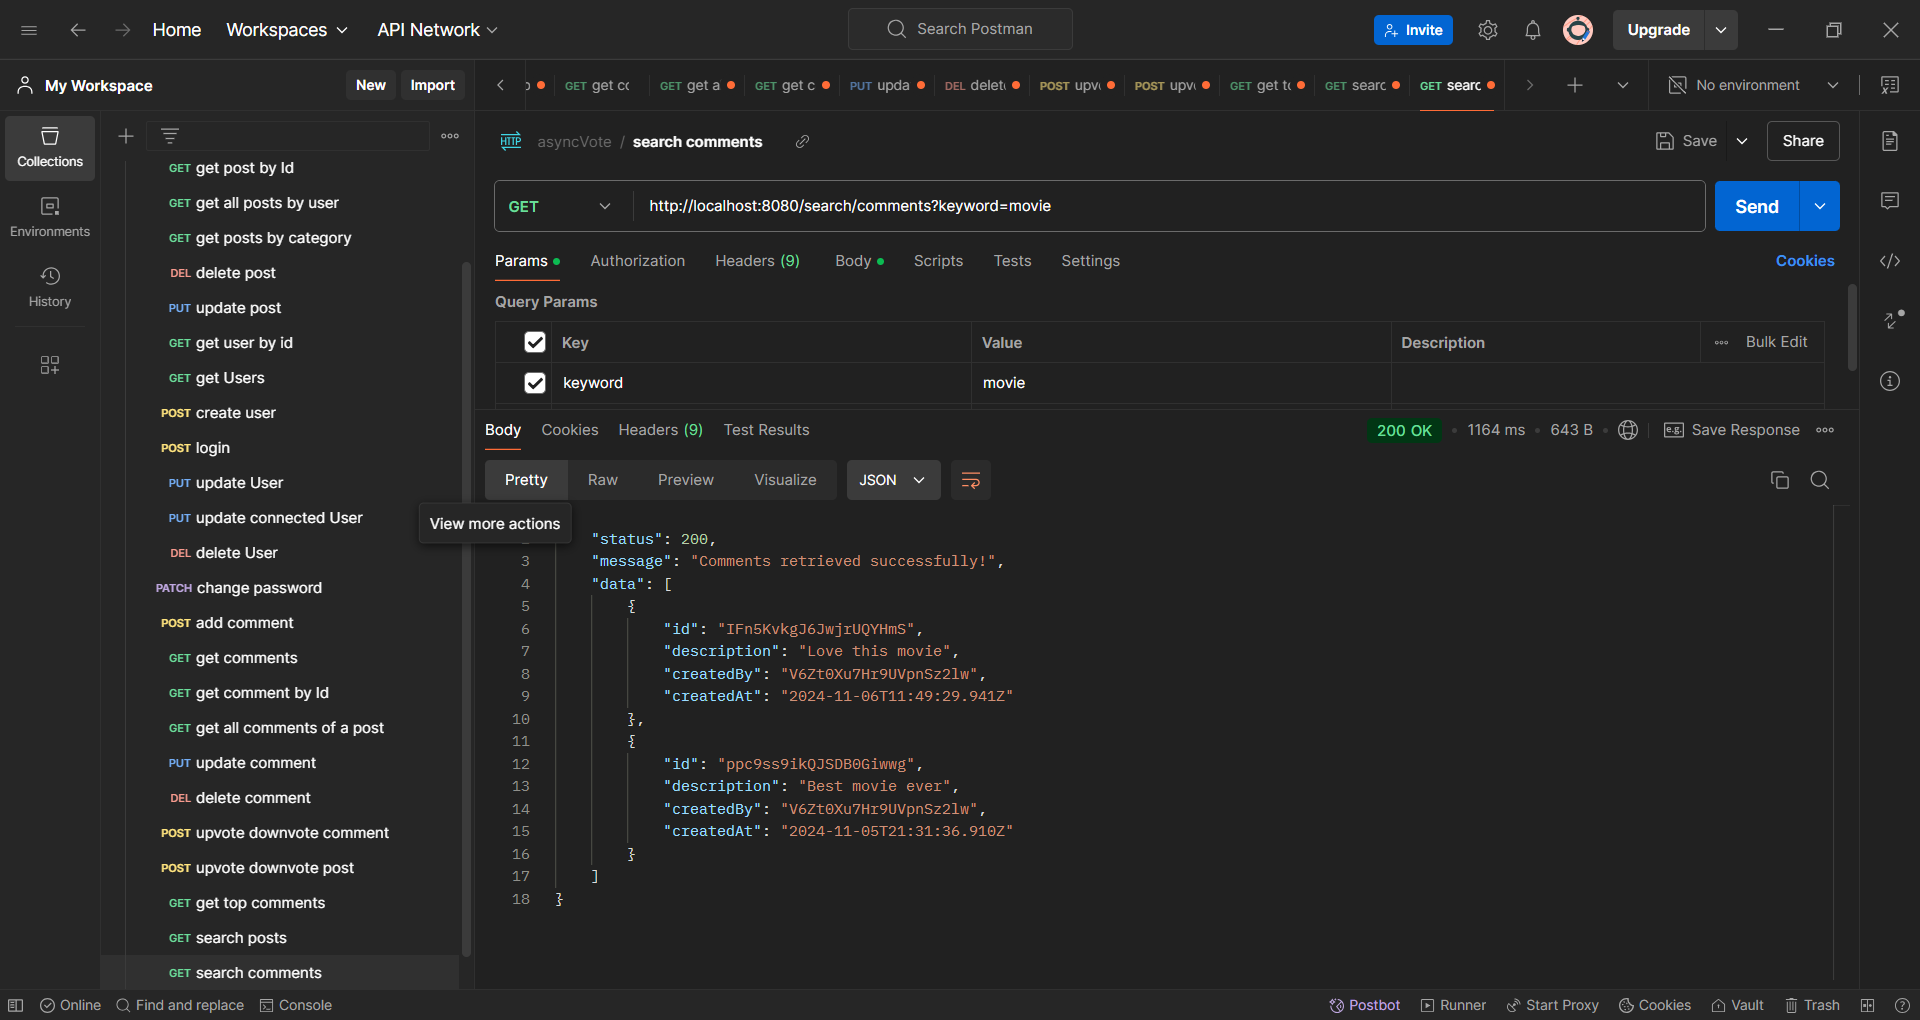 Home Workspaces API Network Search Postman Invite Upgrade
My Workspace New Import
GET get co GET get a GET get c PUT upda DEL delet POST upv POST upv GET get t GET searc GET searc No environment
Collections
Environments
History
GET get post by Id
GET get all posts by user
GET get posts by category
DEL delete post
PUT update post
GET get user by id
GET get Users
POST create user
POST login
PUT update User
PUT update connected User
DEL delete User
PATCH change password
POST add comment
GET get comments
GET get comment by Id
GET get all comments of a post
PUT update comment
DEL delete comment
POST upvote downvote comment
POST upvote downvote post
GET get top comments
GET search posts
GET search comments
HTTP asyncVote / search comments Save Share
GET http://localhost:8080/search/comments?keyword=movie Send
Params Authorization Headers (9) Body Scripts Tests Settings Cookies
Query Params
Key Value Description Bulk Edit
keyword movie
Body Cookies Headers (9) Test Results 200 OK 1164 ms 643 B e.g. Save Response
Pretty Raw Preview Visualize JSON
View more actions
"status": 200,
3 "message": "Comments retrieved successfully!",
4 "data": [
5 {
6 "id": "IFn5KvkgJ6JwjrUQYHmS",
7 "description": "Love this movie",
8 "createdBy": "V6Zt0Xu7Hr9UVpnSz2lw",
9 "createdAt": "2024-11-06T11:49:29.941Z"
10 },
11 {
12 "id": "ppc9ss9ikQJSDB0Giwwg",
13 "description": "Best movie ever",
14 "createdBy": "V6Zt0Xu7Hr9UVpnSz2lw",
15 "createdAt": "2024-11-05T21:31:36.910Z"
16 }
17 ]
18 }
Online Find and replace Console Postbot Runner Start Proxy Cookies Vault Trash